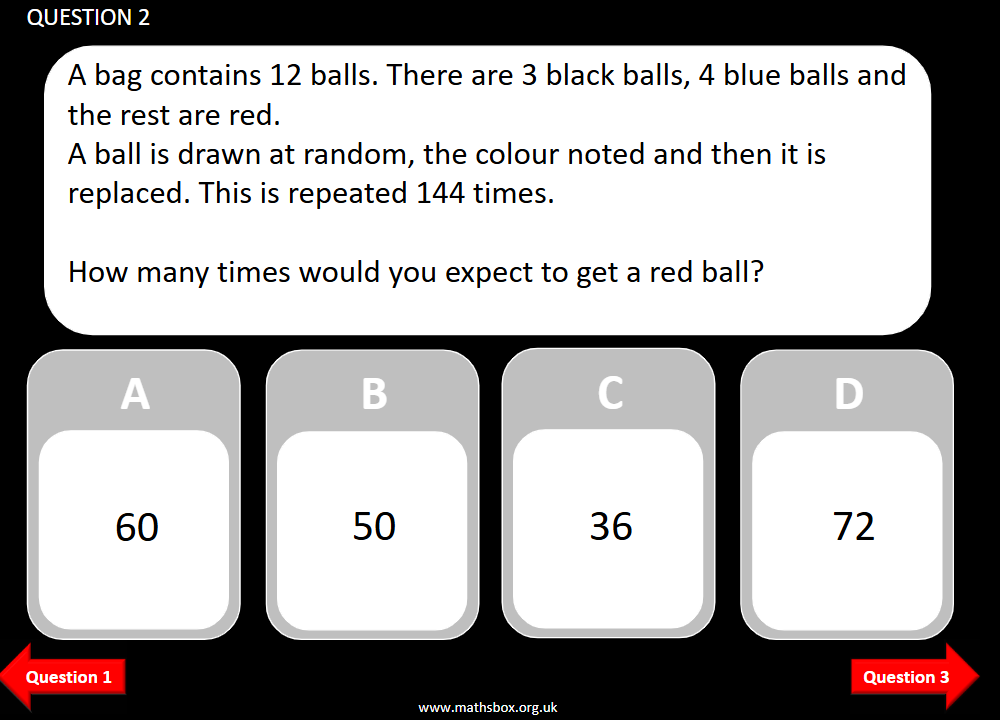 QUESTION 2
A bag contains 12 balls. There are 3 black balls, 4 blue balls and
the rest are red.
A ball is drawn at random, the colour noted and then it is
replaced. This is repeated 144 times.
How many times would you expect to get a red ball?
A
B
C
D
60
50
36
72
Question 1
Question 3
www.mathsbox.org.uk